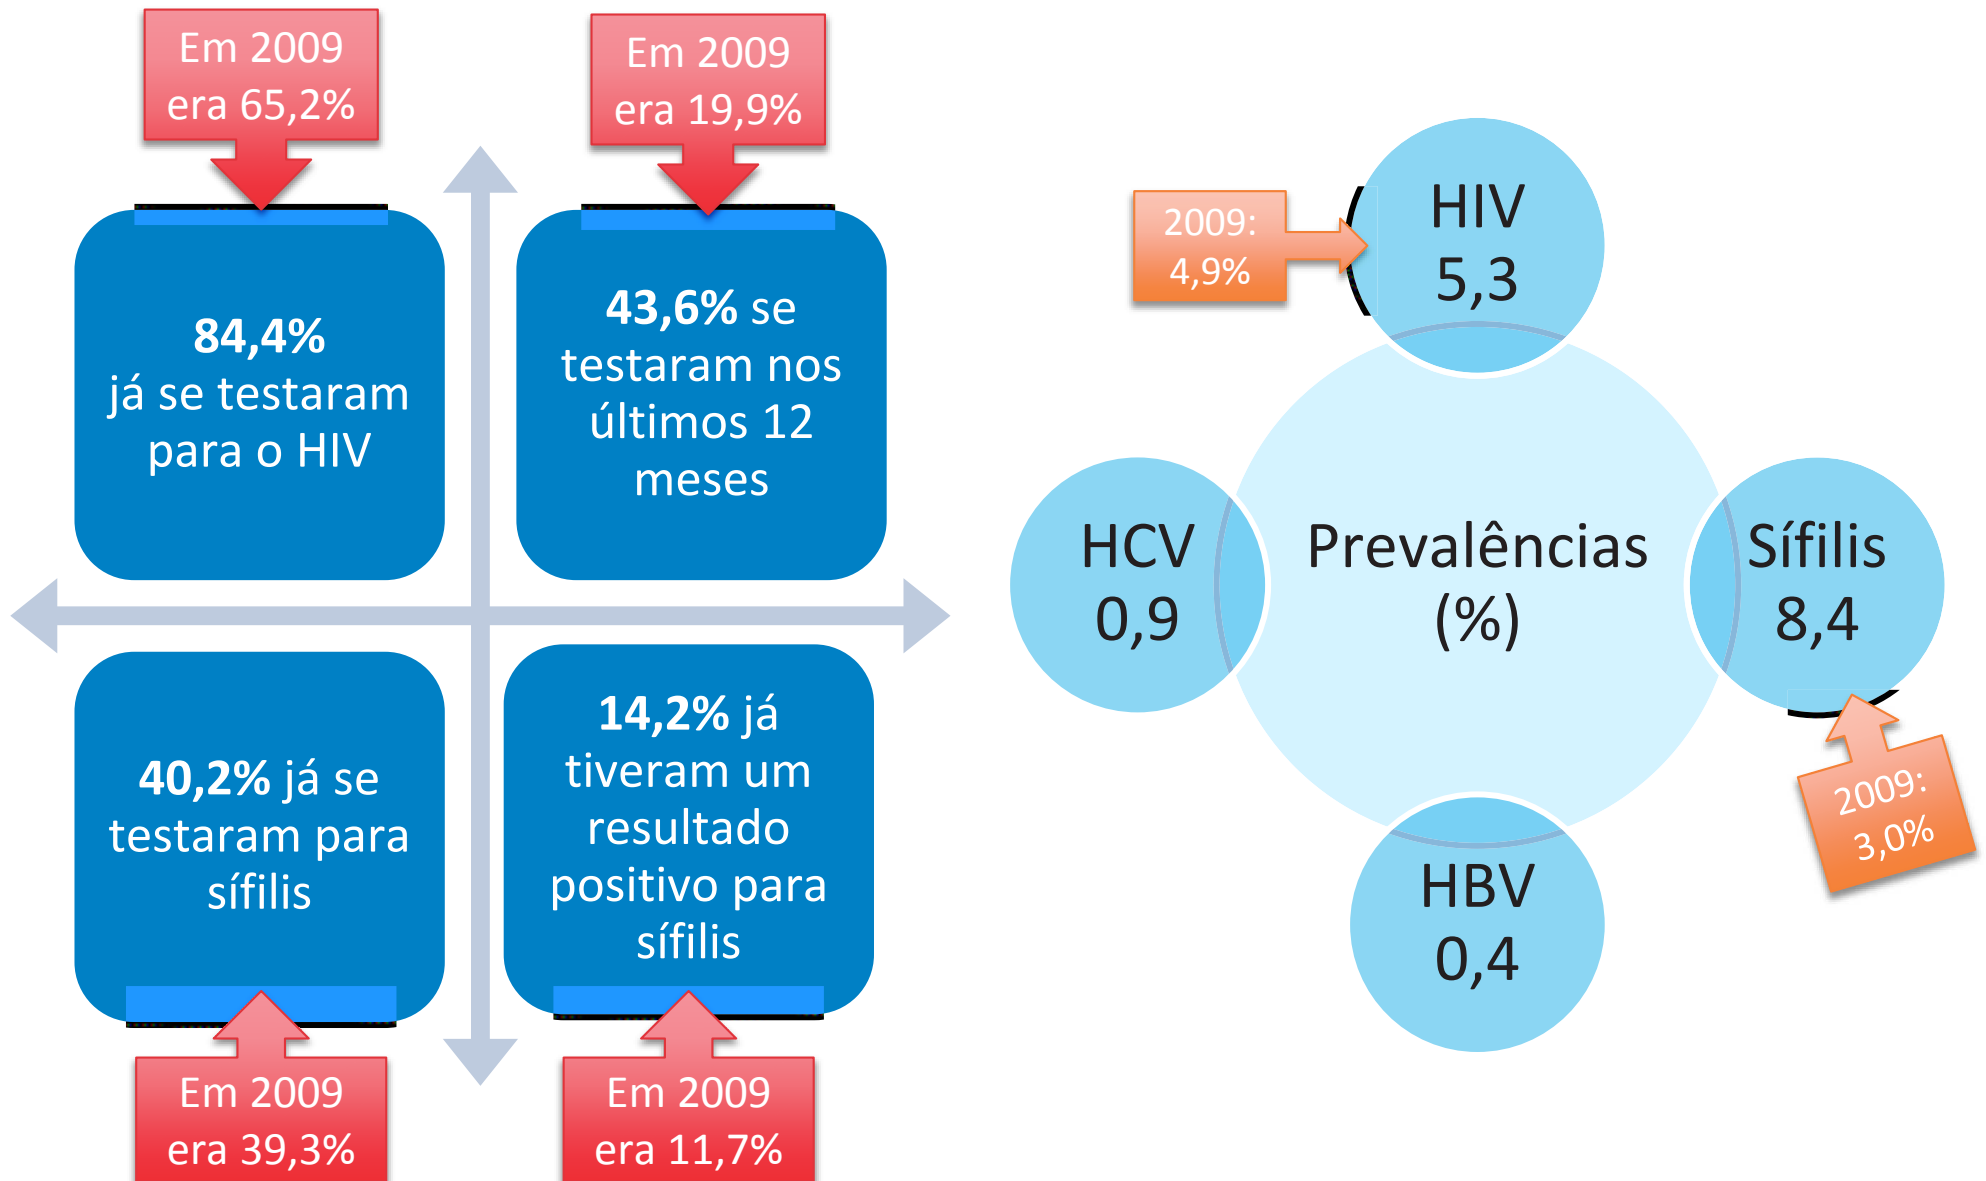 Em 2009
era 65,2%
Em 2009
era 19,9%
84,4%
já se testaram
para o HIV
43,6% se
testaram nos
últimos 12
meses
40,2% já se
testaram para
sífilis
14,2% já
tiveram um
resultado
positivo para
sífilis
Em 2009
era 39,3%
Em 2009
era 11,7%
2009:
4,9%
HIV
5,3
HCV
0,9
Prevalências
(%)
Sífilis
8,4
2009:
3,0%
HBV
0,4